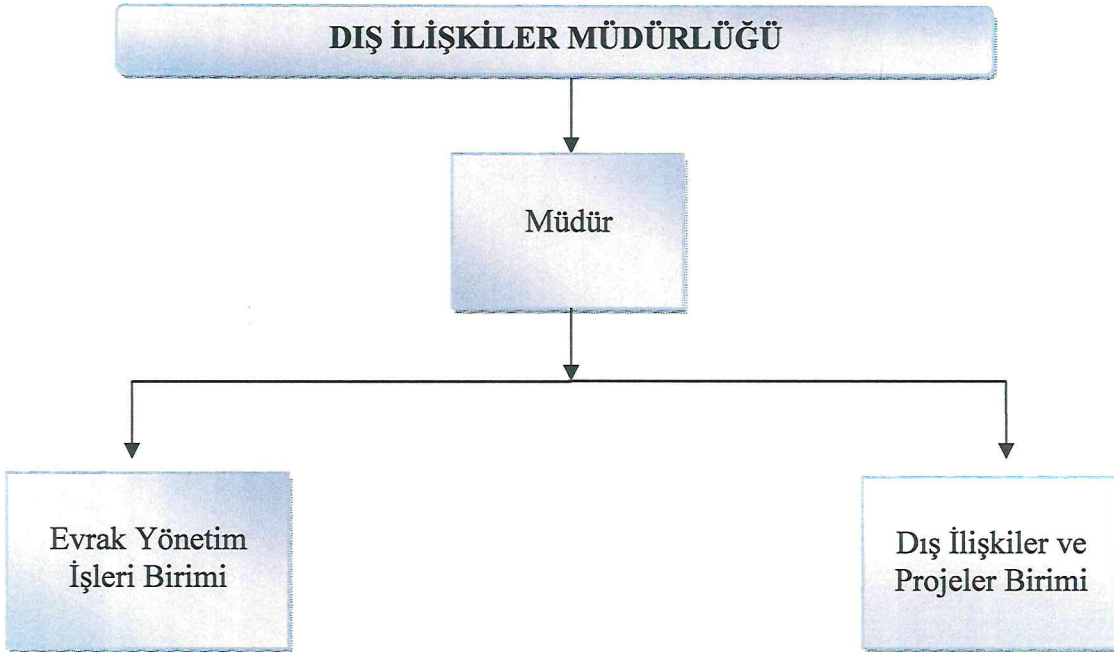 DIŞ İLİŞKİLER MÜDÜRLÜĞÜ
Müdür
Evrak Yönetim
İşleri Birimi
Dış İlişkiler ve
Projeler Birimi